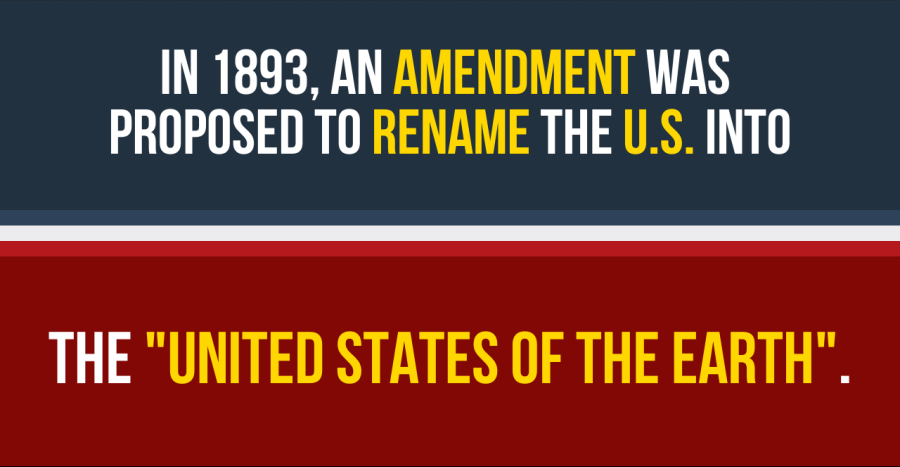 IN 1893, AN AMENDMENT WAS
PROPOSED TO RENAME THE U.S. INTO
THE "UNITED STATES OF THE EARTH".